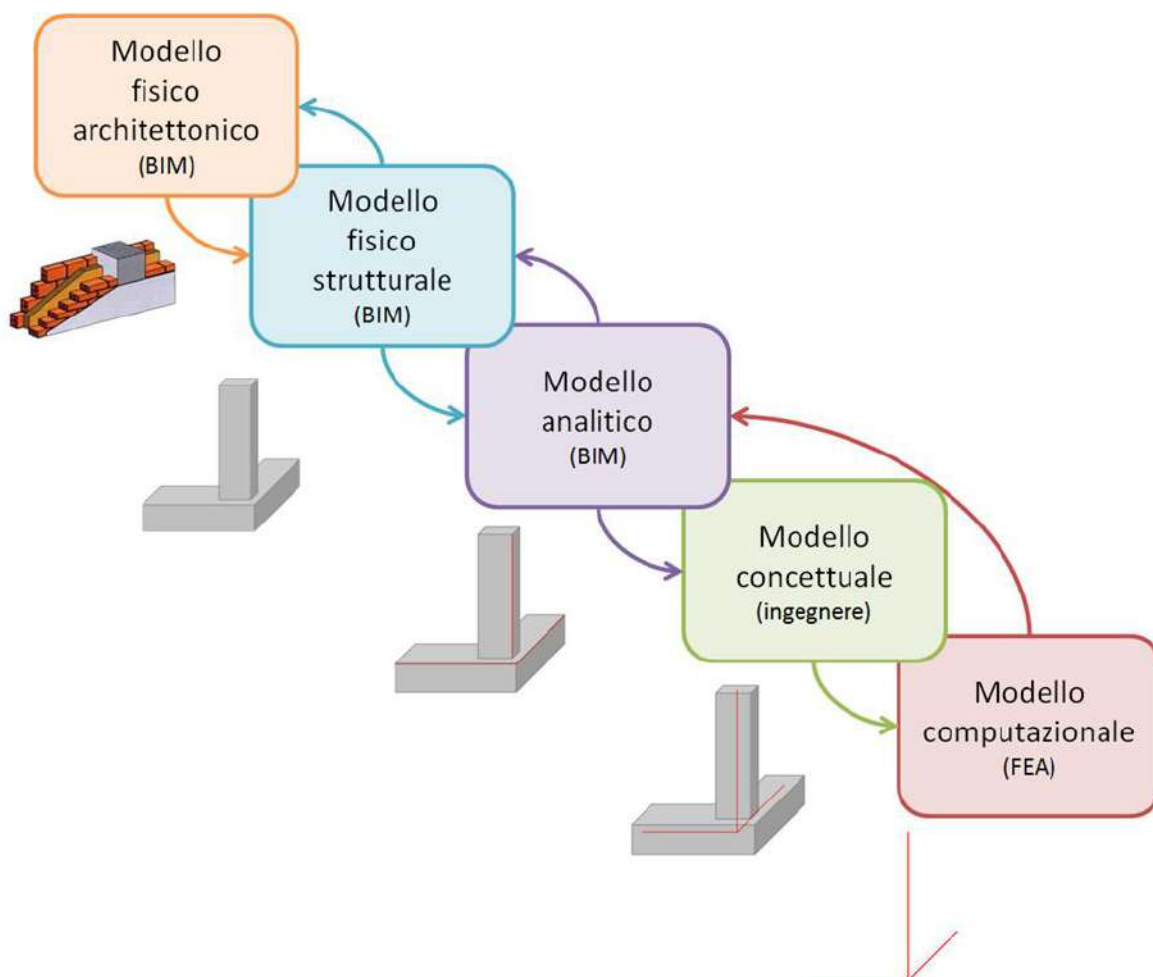 Modello
fisico
architettonico
(BIM)
Modello
fisico
strutturale
(BIM)
Modello
analitico
(BIM)
Modello
concettuale
(ingegnere)
Modello
computazionale
(FEA)